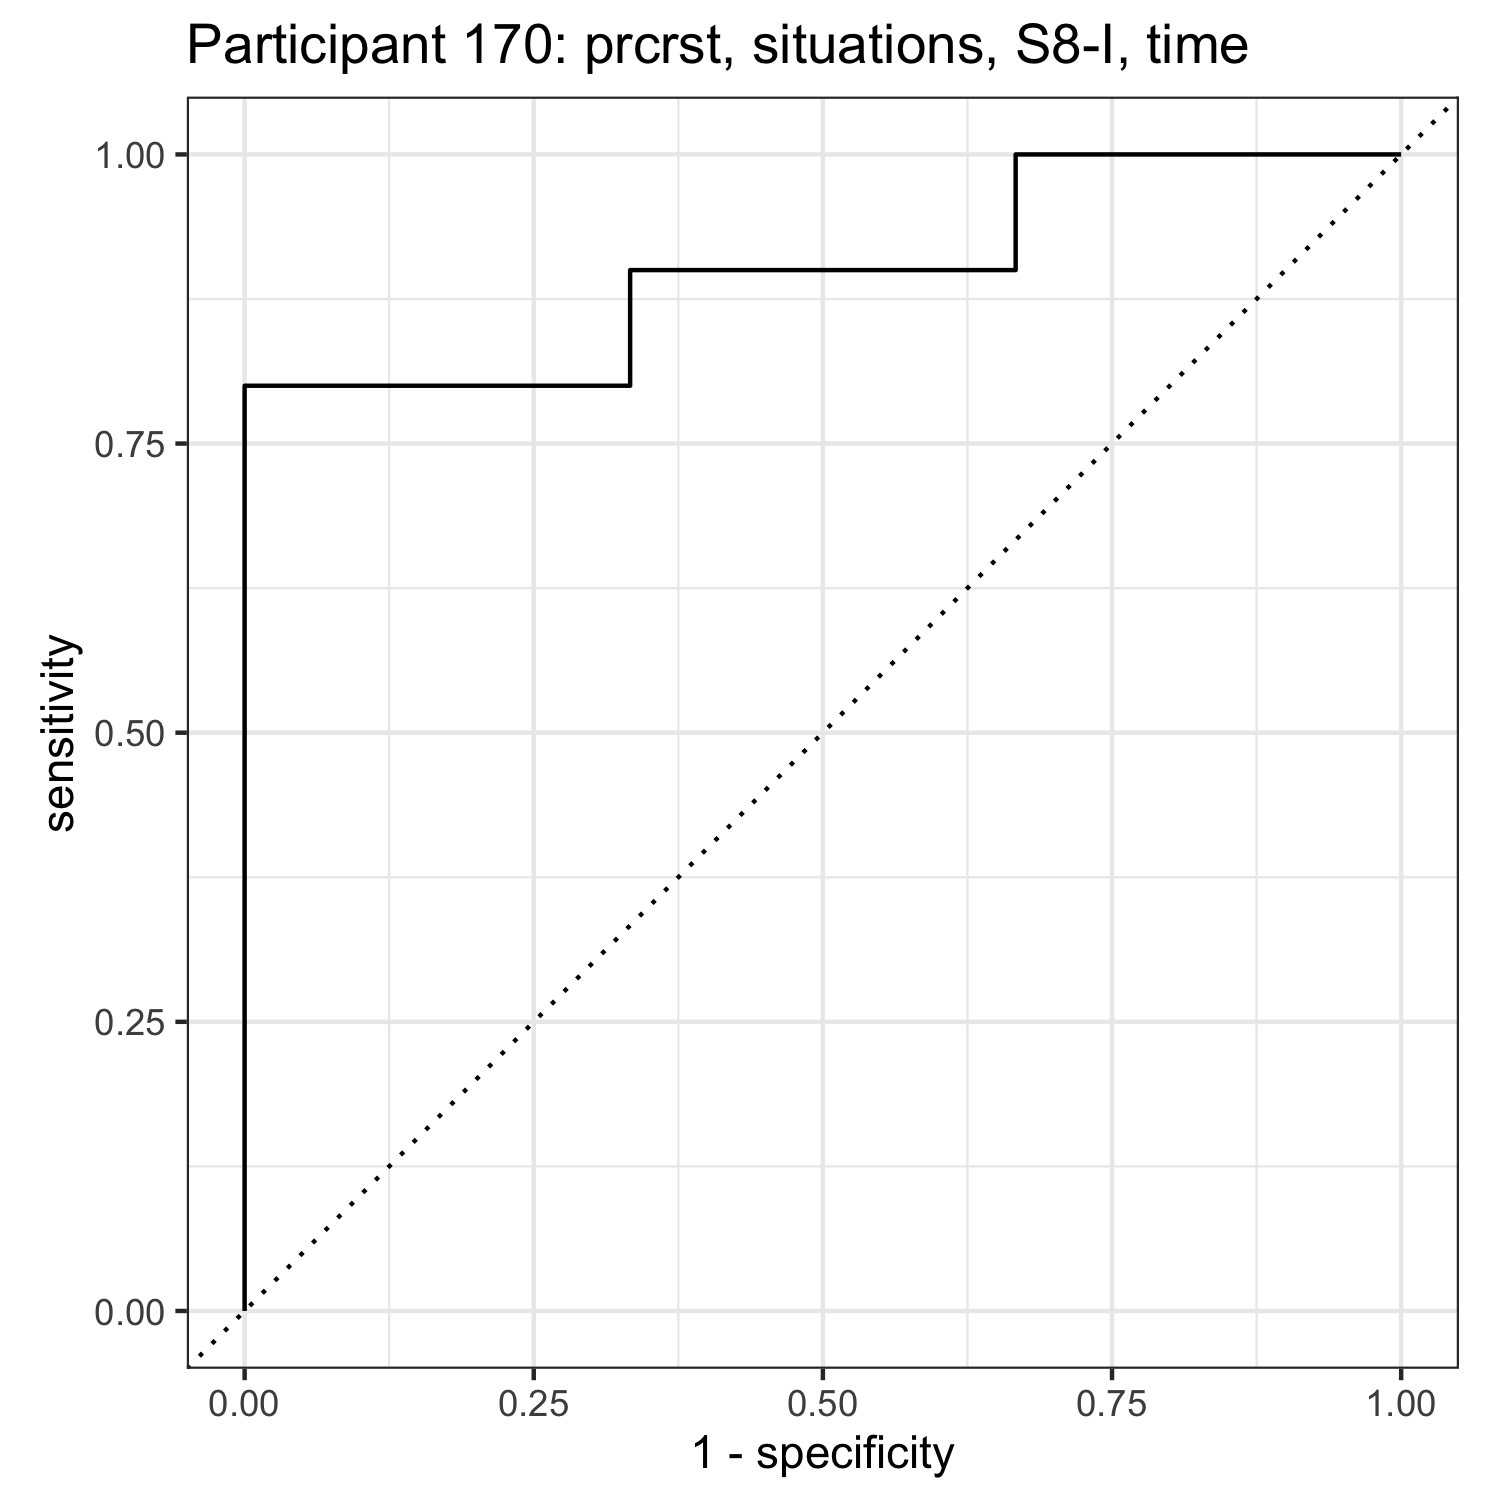 Participant 170: prcrst, situations, S8-I, time
1.00
0.75
0.50
0.25
0.00
sensitivity
0.00 0.25 0.50 0.75 1.00
1 - specificity